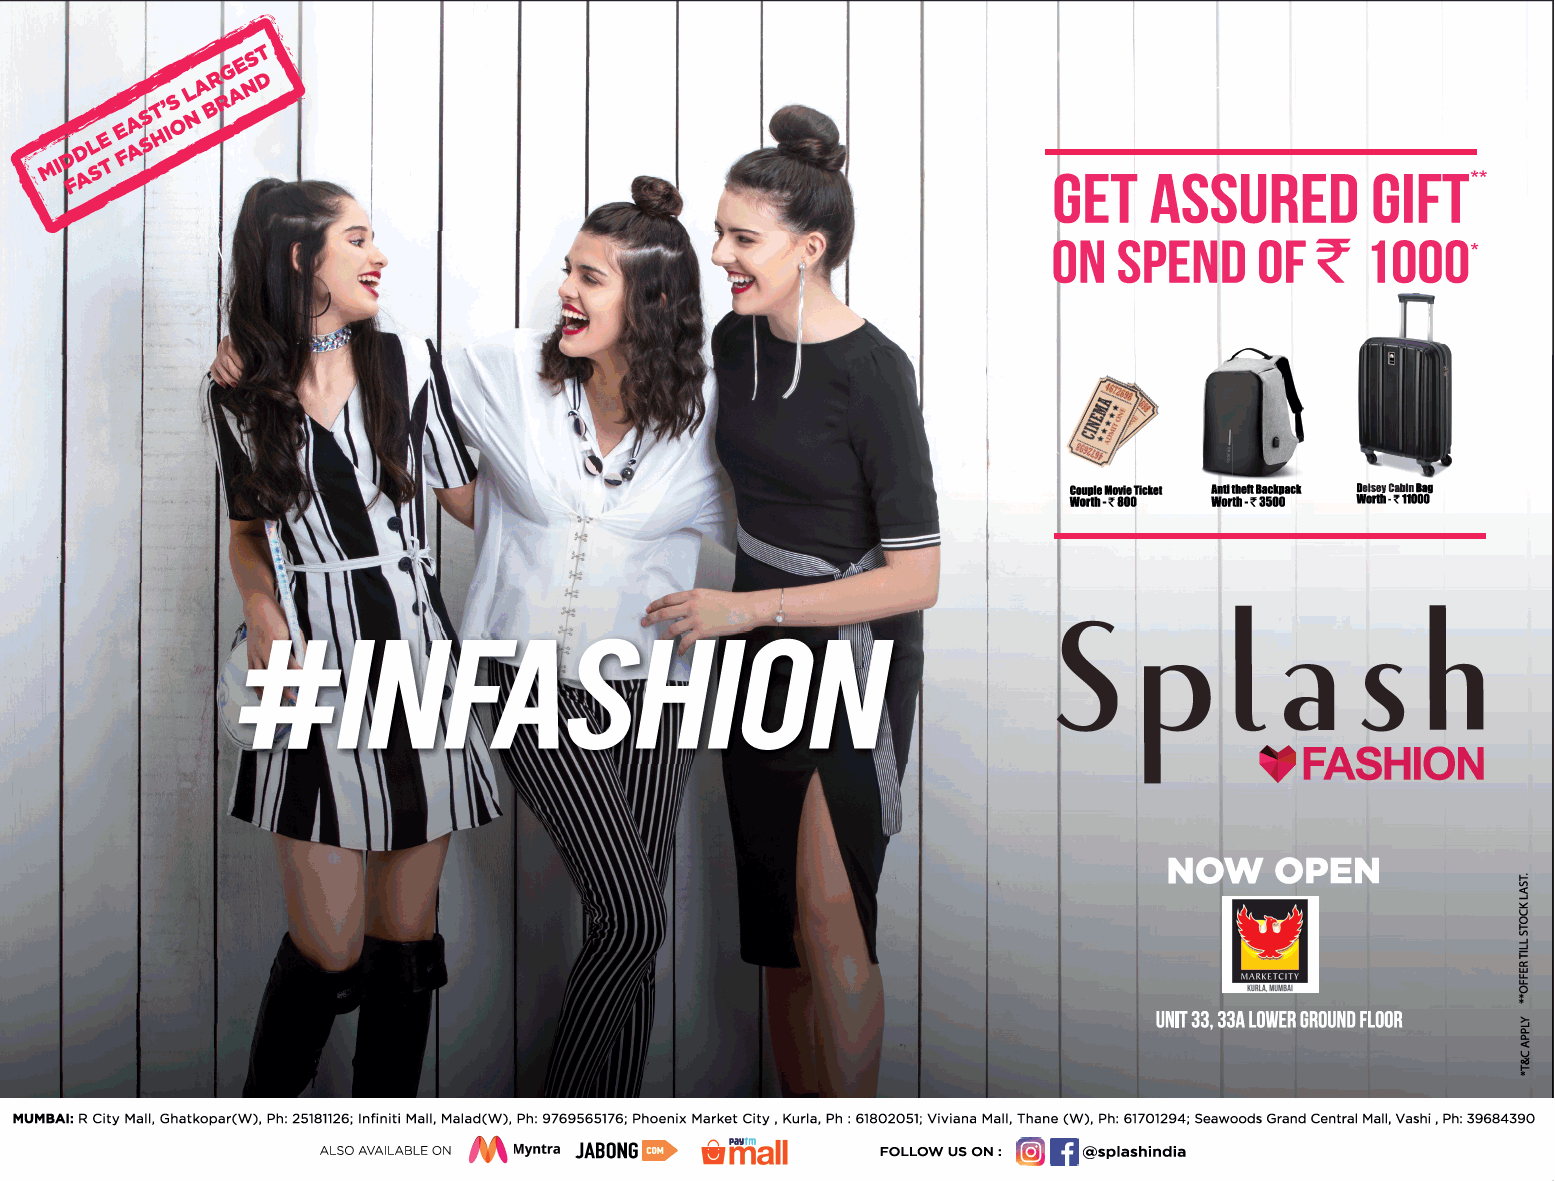 MIDDLE EAST'S LARGEST
FAST FASHION BRAND
GET ASSURED GIFT**
ON SPEND OF ₹ 1000*
4672698
CINEMA
ADMIT ONE
4672698
Couple Movie Ticket
Worth - ₹ 800
Anti theft Backpack
Worth - ₹ 3500
Delsey Cabin Bag
Worth - ₹ 11000
#INFASHION
Splash
FASHION
NOW OPEN
MARKETCITY
KURLA, MUMBAI
UNIT 33, 33A LOWER GROUND FLOOR
*T&C APPLY **OFFER TILL STOCK LAST.
MUMBAI: R City Mall, Ghatkopar(W), Ph: 25181126; Infiniti Mall, Malad(W), Ph: 9769565176; Phoenix Market City , Kurla, Ph : 61802051; Viviana Mall, Thane (W), Ph: 61701294; Seawoods Grand Central Mall, Vashi , Ph: 39684390
ALSO AVAILABLE ON Myntra JABONG COM paytm mall FOLLOW US ON : @splashindia